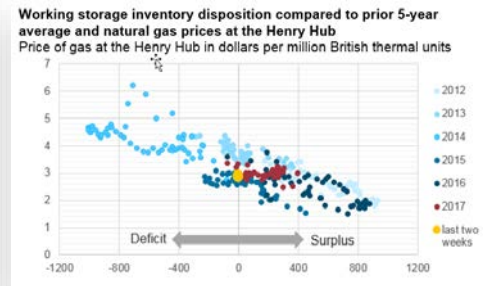 Working storage inventory disposition compared to prior 5-year
average and natural gas prices at the Henry Hub
Price of gas at the Henry Hub in dollars per million British thermal units
7
6
5
4
3
2
1
0
-1200 -800 -400 0 400 800 1200
Deficit Surplus
2012
2013
2014
2015
2016
2017
last two
weeks